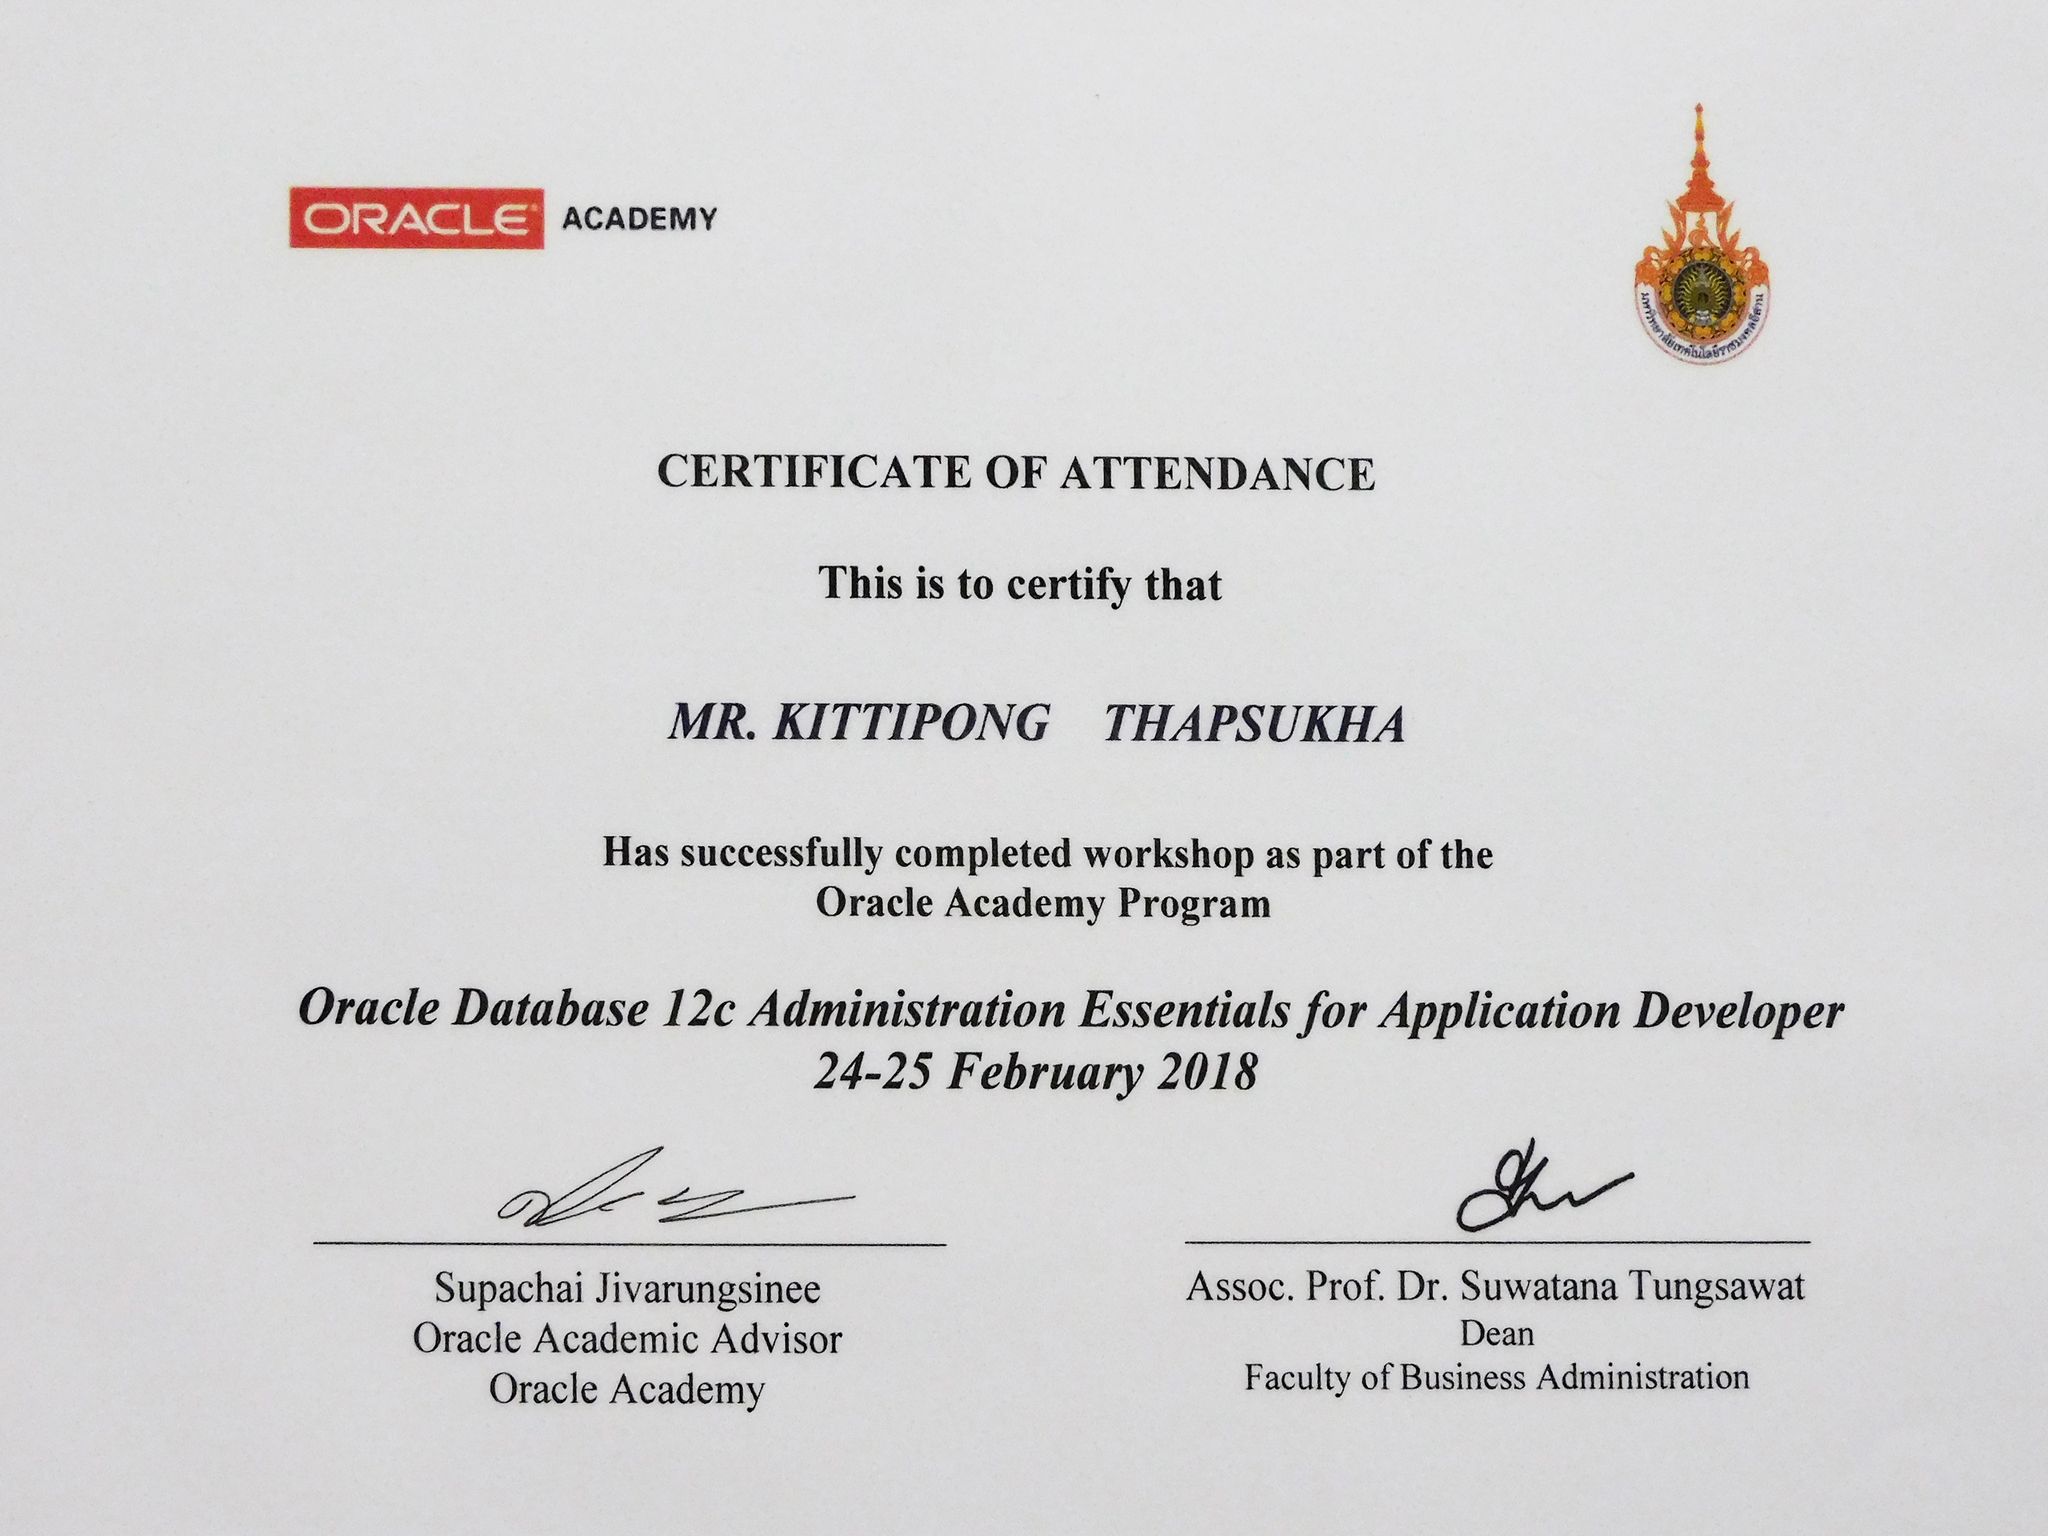 ORACLE ACADEMY
มหาวิทยาลัยเทคโนโลยีราชมงคลอีสาน
CERTIFICATE OF ATTENDANCE
This is to certify that
MR. KITTIPONG THAPSUKHA
Has successfully completed workshop as part of the
Oracle Academy Program
Oracle Database 12c Administration Essentials for Application Developer
24-25 February 2018
Supachai Jivarungsinee
Oracle Academic Advisor
Oracle Academy
Assoc. Prof. Dr. Suwatana Tungsawat
Dean
Faculty of Business Administration